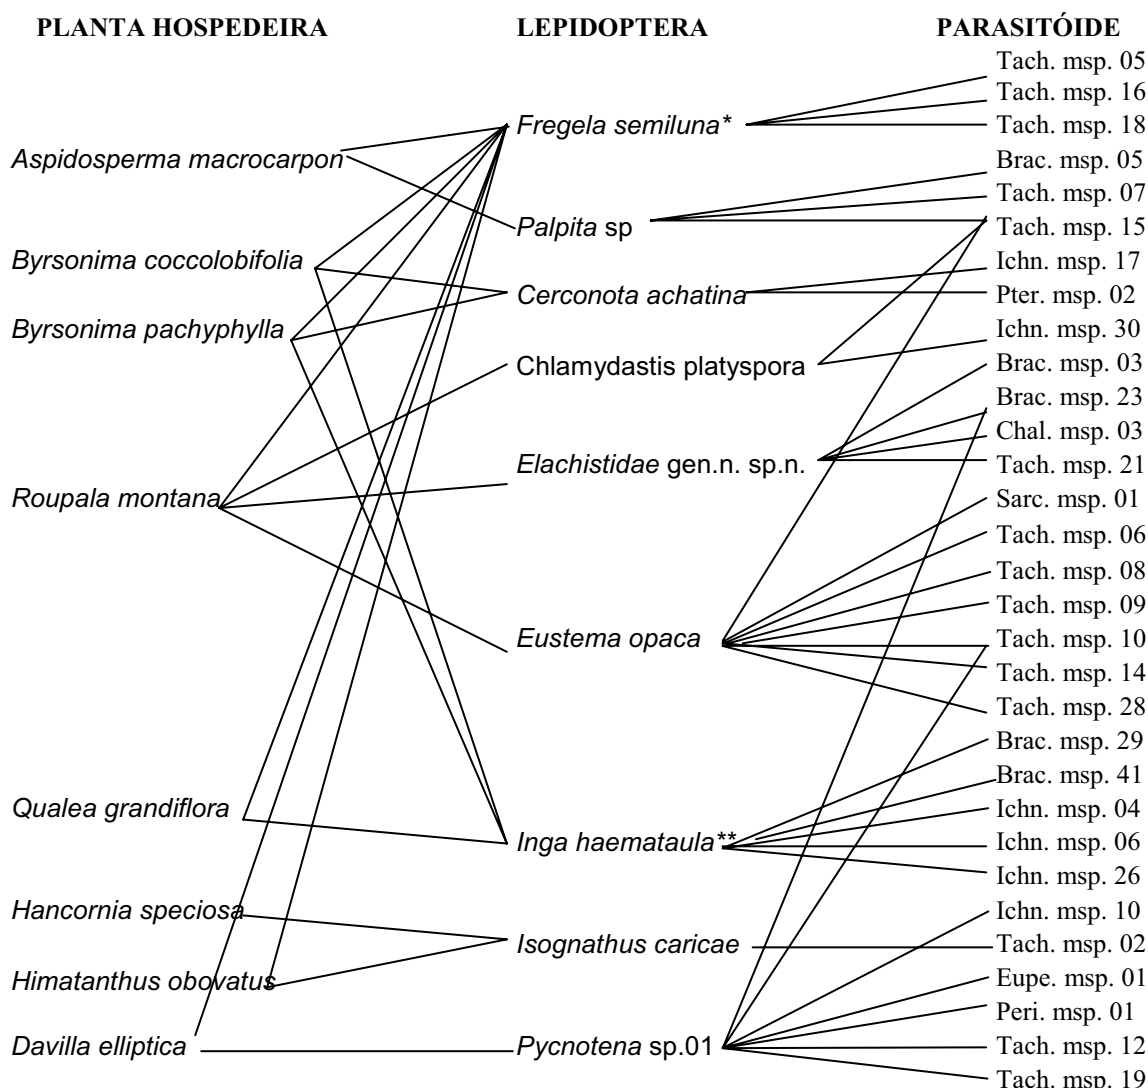 PLANTA HOSPEDEIRA LEPIDOPTERA PARASITÓIDE
Tach. msp. 05
Tach. msp. 16
Fregela semiluna* Tach. msp. 18
Aspidosperma macrocarpon Brac. msp. 05
Tach. msp. 07
Palpita sp Tach. msp. 15
Byrsonima coccolobifolia Ichn. msp. 17
Cerconota achatina Pter. msp. 02
Byrsonima pachyphylla Ichn. msp. 30
Chlamydastis platyspora Brac. msp. 03
Brac. msp. 23
Chal. msp. 03
Elachistidae gen.n. sp.n. Tach. msp. 21
Roupala montana Sarc. msp. 01
Tach. msp. 06
Tach. msp. 08
Tach. msp. 09
Eustema opaca Tach. msp. 10
Tach. msp. 14
Tach. msp. 28
Brac. msp. 29
Brac. msp. 41
Qualea grandiflora Ichn. msp. 04
Inga haemataula** Ichn. msp. 06
Ichn. msp. 26
Hancornia speciosa Ichn. msp. 10
Isognathus caricae Tach. msp. 02
Himatanthus obovatus Eupe. msp. 01
Peri. msp. 01
Davilla elliptica Pycnotena sp.01 Tach. msp. 12
Tach. msp. 19